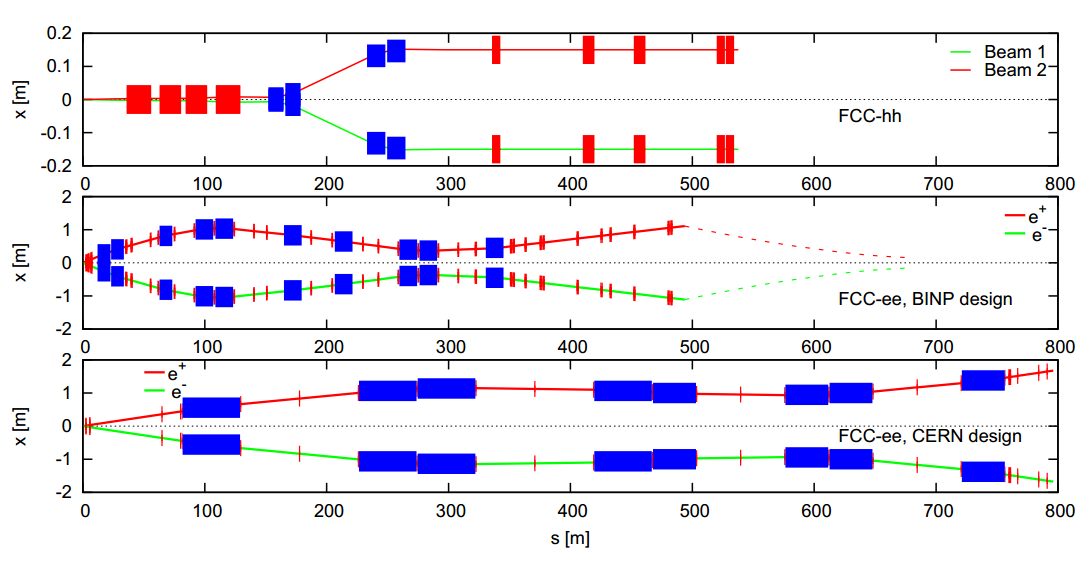 0.2
0.1
0
-0.1
-0.2
x [m]
Beam 1
Beam 2
FCC-hh
0 100 200 300 400 500 600 700 800
2
1
0
-1
-2
x [m]
e+
e-
FCC-ee, BINP design
0 100 200 300 400 500 600 700 800
2
1
0
-1
-2
x [m]
e+
e-
FCC-ee, CERN design
0 100 200 300 400 500 600 700 800
s [m]